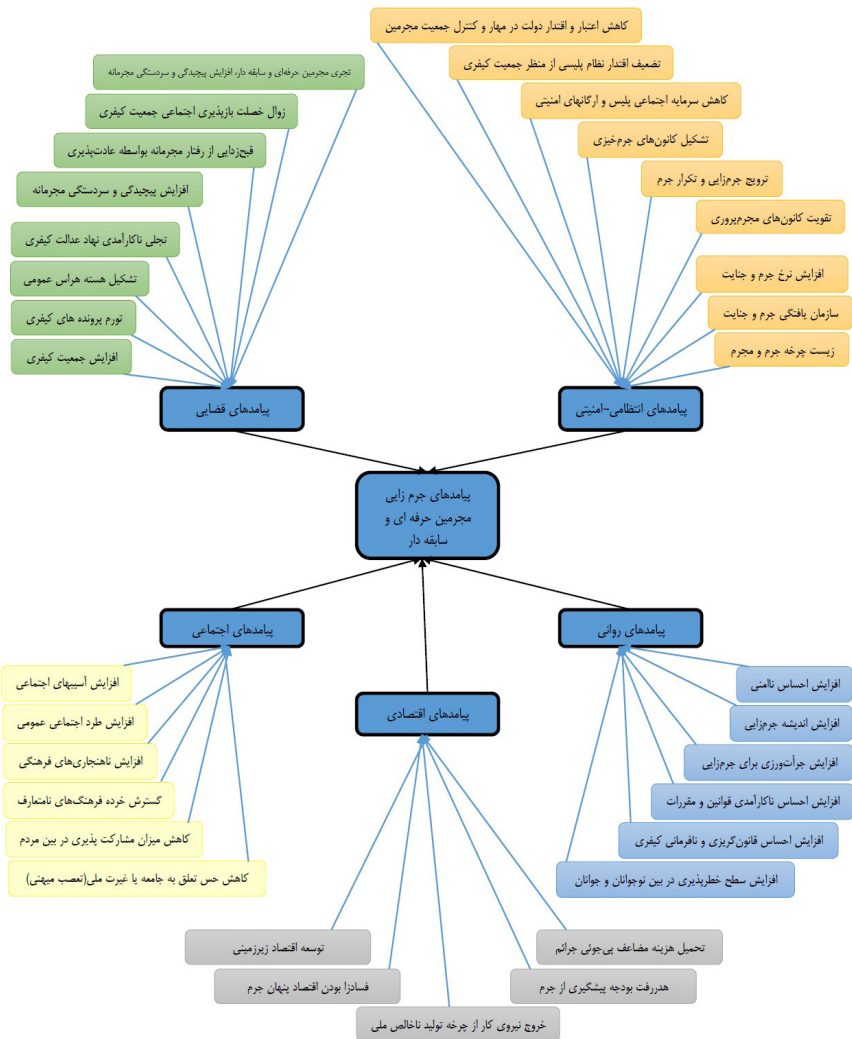 کاهش اعتبار و اقتدار دولت در مهار و کنترل جمعیت مجرمین
تضعیف اقتدار نظام پلیسی از منظر جمعیت کیفری
کاهش سرمایه اجتماعی پلیس و ارگانهای امنیتی
تشکیل کانون‌های جرم‌خیزی
ترویج جرم‌زایی و تکرار جرم
تقویت کانون‌های مجرم‌پروری
افزایش نرخ جرم و جنایت
سازمان یافتگی جرم و جنایت
زیست چرخه جرم و مجرم
پیامدهای انتظامی-امنیتی
تجری مجرمین حرفه‌ای و سابقه دار، افزایش پیچیدگی و سردستگی مجرمانه
زوال خصلت بازپذیری اجتماعی جمعیت کیفری
قبح‌زدایی از رفتار مجرمانه بواسطه عادت‌پذیری
افزایش پیچیدگی و سردستگی مجرمانه
تجلی ناکارآمدی نهاد عدالت کیفری
تشکیل هسته هراس عمومی
تورم پرونده های کیفری
افزایش جمعیت کیفری
پیامدهای قضایی
پیامدهای جرم زایی
مجرمین حرفه ای و
سابقه دار
پیامدهای روانی
افزایش احساس ناامنی
افزایش اندیشه جرم‌زایی
افزایش جرأت‌ورزی برای جرم‌زایی
افزایش احساس ناکارآمدی قوانین و مقررات
افزایش احساس قانون‌گریزی و نافرمانی کیفری
افزایش سطح خطرپذیری در بین نوجوانان و جوانان
پیامدهای اجتماعی
افزایش آسیبهای اجتماعی
افزایش طرد اجتماعی عمومی
افزایش ناهنجاری‌های فرهنگی
گسترش خرده فرهنگ‌های نامتعارف
کاهش میزان مشارکت پذیری در بین مردم
کاهش حس تعلق به جامعه یا غیرت ملی(تعصب میهنی)
پیامدهای اقتصادی
تحمیل هزینه مضاعف پی‌جوئی جرائم
هدررفت بودجه پیشگیری از جرم
خروج نیروی کار از چرخه تولید ناخالص ملی
فسادزا بودن اقتصاد پنهان جرم
توسعه اقتصاد زیرزمینی